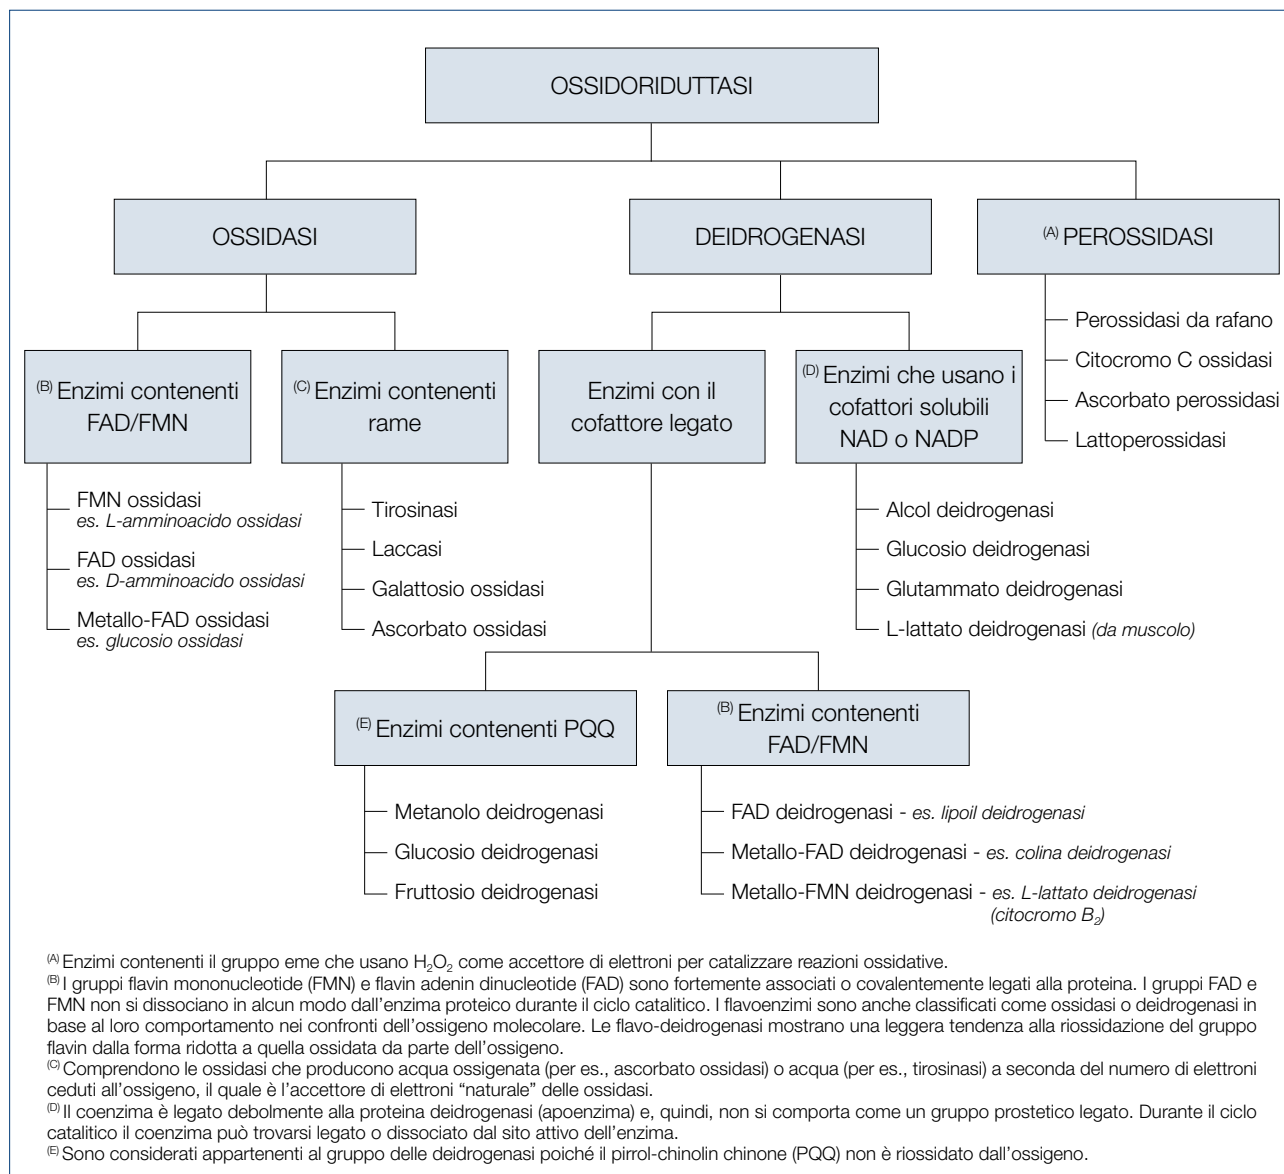 OSSIDORIDUTTASI
OSSIDASI
DEIDROGENASI
(A) PEROSSIDASI
Perossidasi da rafano
Citocromo C ossidasi
Ascorbato perossidasi
Lattoperossidasi
(B) Enzimi contenenti
FAD/FMN
(C) Enzimi contenenti
rame
Enzimi con il
cofattore legato
(D) Enzimi che usano i
cofattori solubili
NAD o NADP
FMN ossidasi
es. L-amminoacido ossidasi
FAD ossidasi
es. D-amminoacido ossidasi
Metallo-FAD ossidasi
es. glucosio ossidasi
Tirosinasi
Laccasi
Galattosio ossidasi
Ascorbato ossidasi
Alcol deidrogenasi
Glucosio deidrogenasi
Glutammato deidrogenasi
L-lattato deidrogenasi (da muscolo)
(E) Enzimi contenenti PQQ
(B) Enzimi contenenti
FAD/FMN
Metanolo deidrogenasi
Glucosio deidrogenasi
Fruttosio deidrogenasi
FAD deidrogenasi - es. lipoil deidrogenasi
Metallo-FAD deidrogenasi - es. colina deidrogenasi
Metallo-FMN deidrogenasi - es. L-lattato deidrogenasi
(citocromo B₂)
(A) Enzimi contenenti il gruppo eme che usano H₂O₂ come accettore di elettroni per catalizzare reazioni ossidative.
(B) I gruppi flavin mononucleotide (FMN) e flavin adenin dinucleotide (FAD) sono fortemente associati o covalentemente legati alla proteina. I gruppi FAD e
FMN non si dissociano in alcun modo dall'enzima proteico durante il ciclo catalitico. I flavoenzimi sono anche classificati come ossidasi o deidrogenasi in
base al loro comportamento nei confronti dell'ossigeno molecolare. Le flavo-deidrogenasi mostrano una leggera tendenza alla riossidazione del gruppo
flavin dalla forma ridotta a quella ossidata da parte dell'ossigeno.
(C) Comprendono le ossidasi che producono acqua ossigenata (per es., ascorbato ossidasi) o acqua (per es., tirosinasi) a seconda del numero di elettroni
ceduti all'ossigeno, il quale è l'accettore di elettroni “naturale” delle ossidasi.
(D) Il coenzima è legato debolmente alla proteina deidrogenasi (apoenzima) e, quindi, non si comporta come un gruppo prostetico legato. Durante il ciclo
catalitico il coenzima può trovarsi legato o dissociato dal sito attivo dell'enzima.
(E) Sono considerati appartenenti al gruppo delle deidrogenasi poiché il pirrol-chinolin chinone (PQQ) non è riossidato dall'ossigeno.